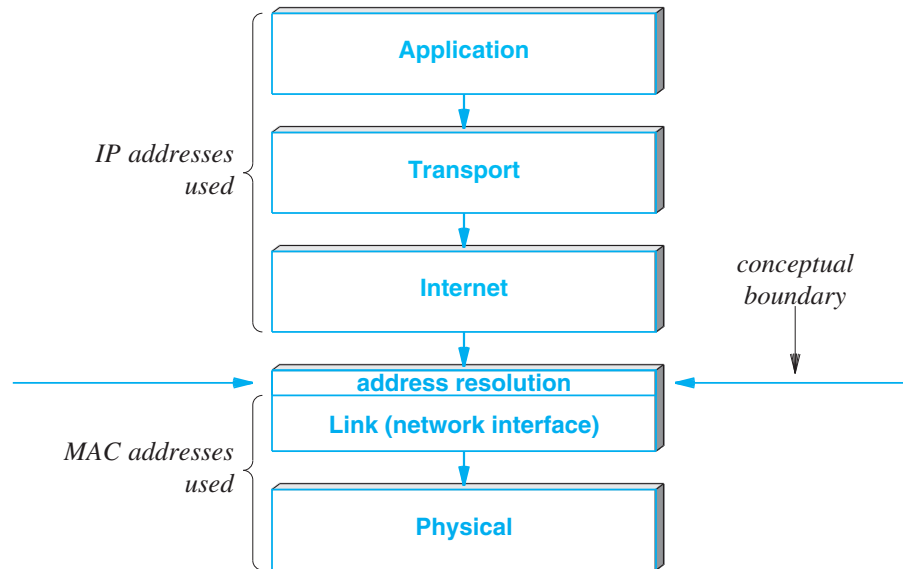 Application
IP addresses
used
Transport
Internet
conceptual
boundary
address resolution
Link (network interface)
MAC addresses
used
Physical